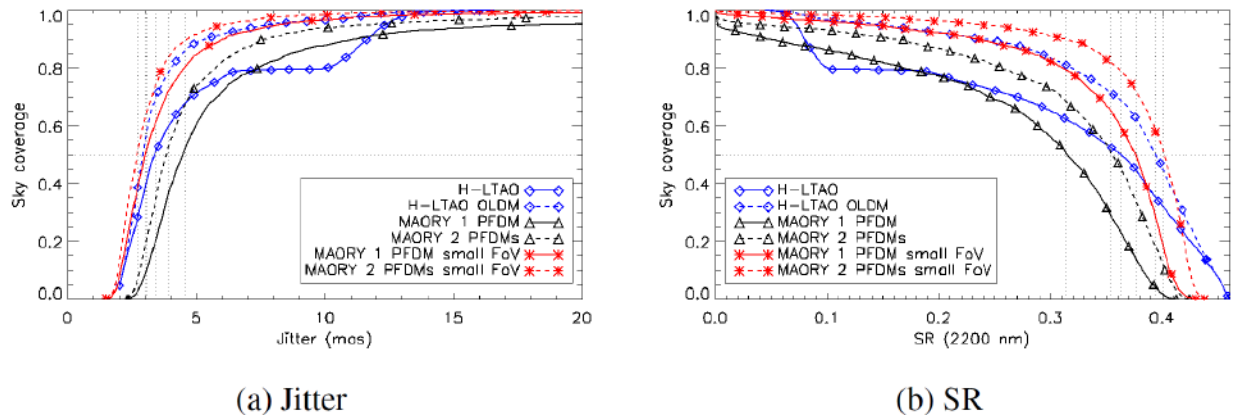 1.0
0.8
0.6
0.4
0.2
0.0
Sky coverage
0 5 10 15 20
Jitter (mas)
H-LTAO
H-LTAO OLDM
MAORY 1 PFDM
MAORY 2 PFDMs
MAORY 1 PFDM small FoV
MAORY 2 PFDMs small FoV
(a) Jitter
1.0
0.8
0.6
0.4
0.2
0.0
Sky coverage
0.0 0.1 0.2 0.3 0.4
SR (2200 nm)
H-LTAO
H-LTAO OLDM
MAORY 1 PFDM
MAORY 2 PFDMs
MAORY 1 PFDM small FoV
MAORY 2 PFDMs small FoV
(b) SR